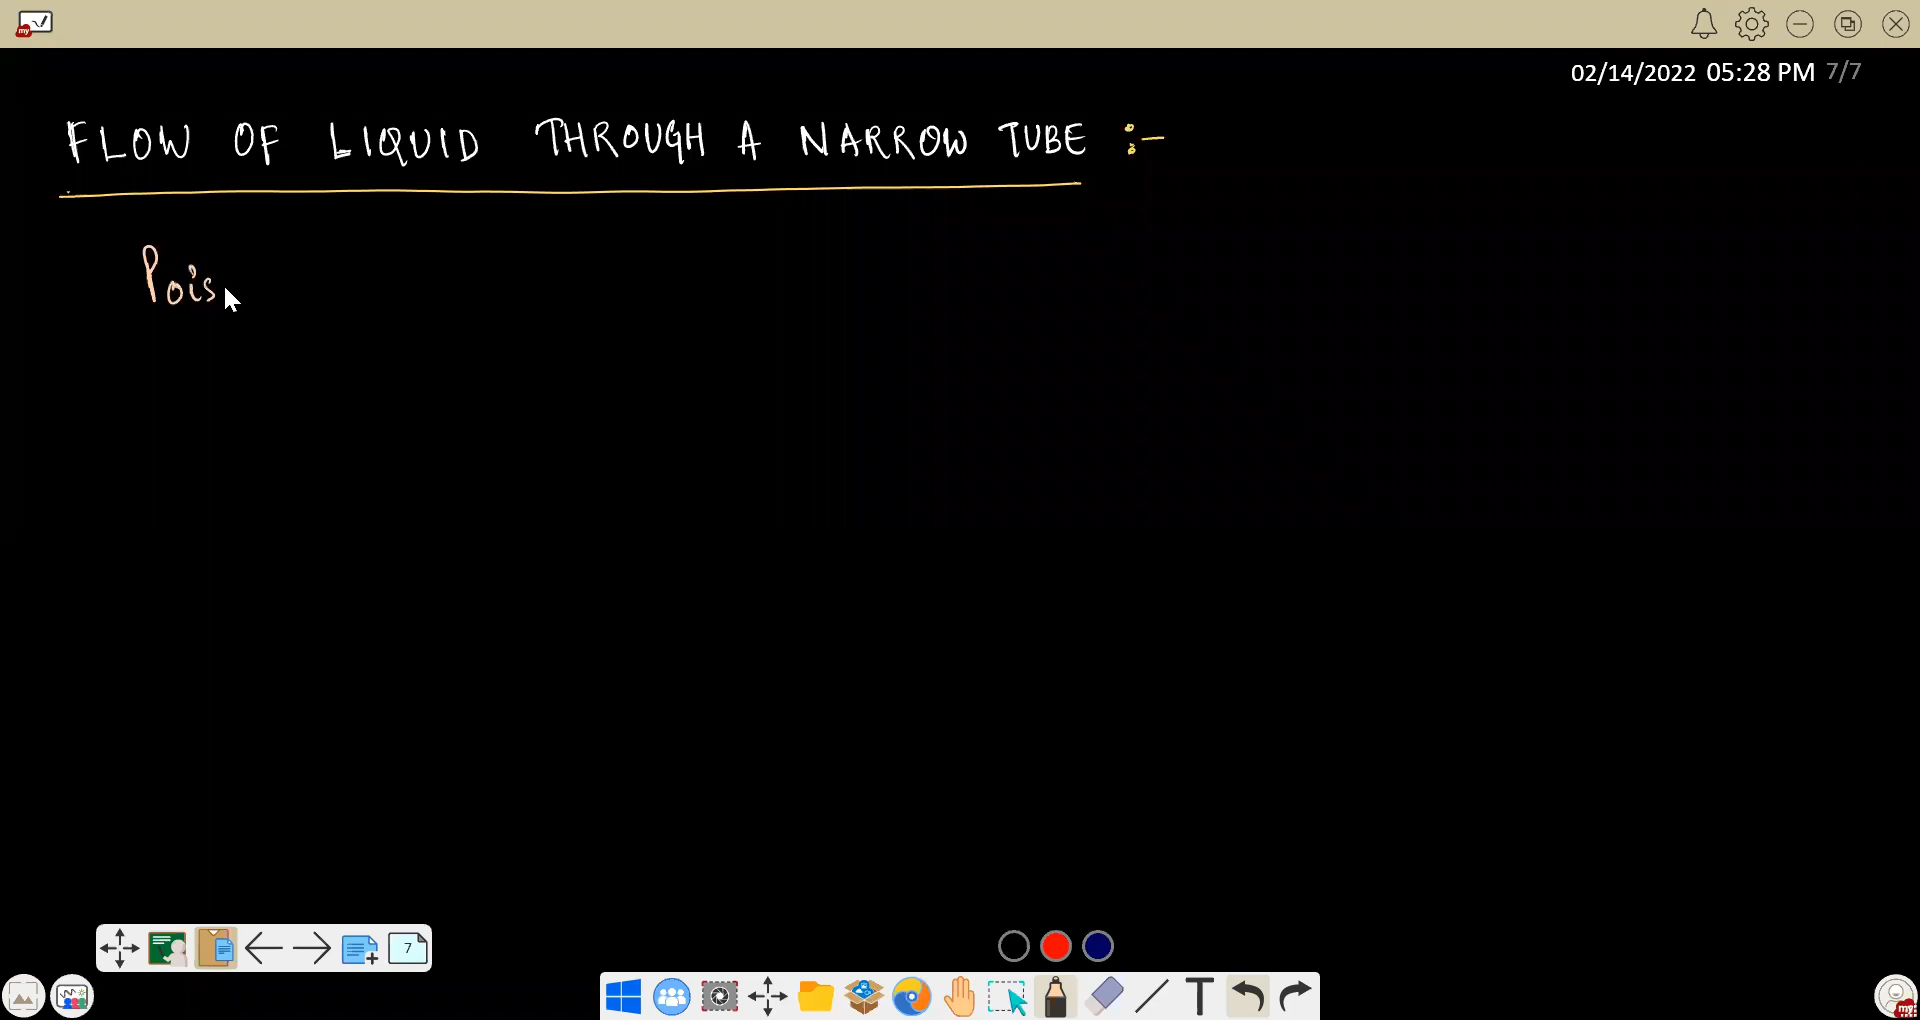 02/14/2022 05:28 PM 7/7
FLOW OF LIQUID THROUGH A NARROW TUBE :-
Pois
7